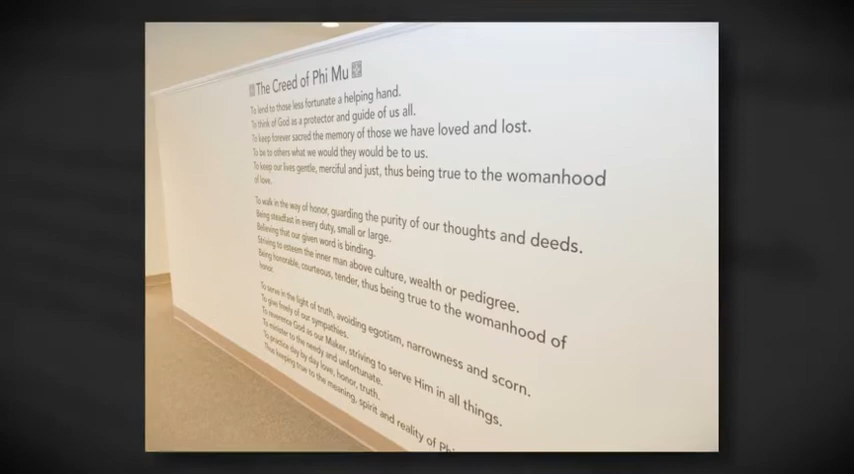 The Creed of Phi Mu
To lend to those less fortunate a helping hand.
To think of God as a protector and guide of us all.
To keep forever sacred the memory of those we have loved and lost.
To be to others what we would they would be to us.
To keep our lives gentle, merciful and just, thus being true to the womanhood
of love.
To walk in the way of honor, guarding the purity of our thoughts and deeds.
Being steadfast in every duty, small or large.
Believing that our given word is binding.
Striving to esteem the inner man above culture, wealth or pedigree.
Being honorable, courteous, tender, thus being true to the womanhood of
honor.
To serve in the light of truth, avoiding egotism, narrowness and scorn.
To give freely of our sympathies.
To reverence God as our Maker, striving to serve Him in all things.
To minister to the needy and unfortunate.
To practice day by day love, honor, truth.
Thus keeping true to the meaning, spirit and reality of